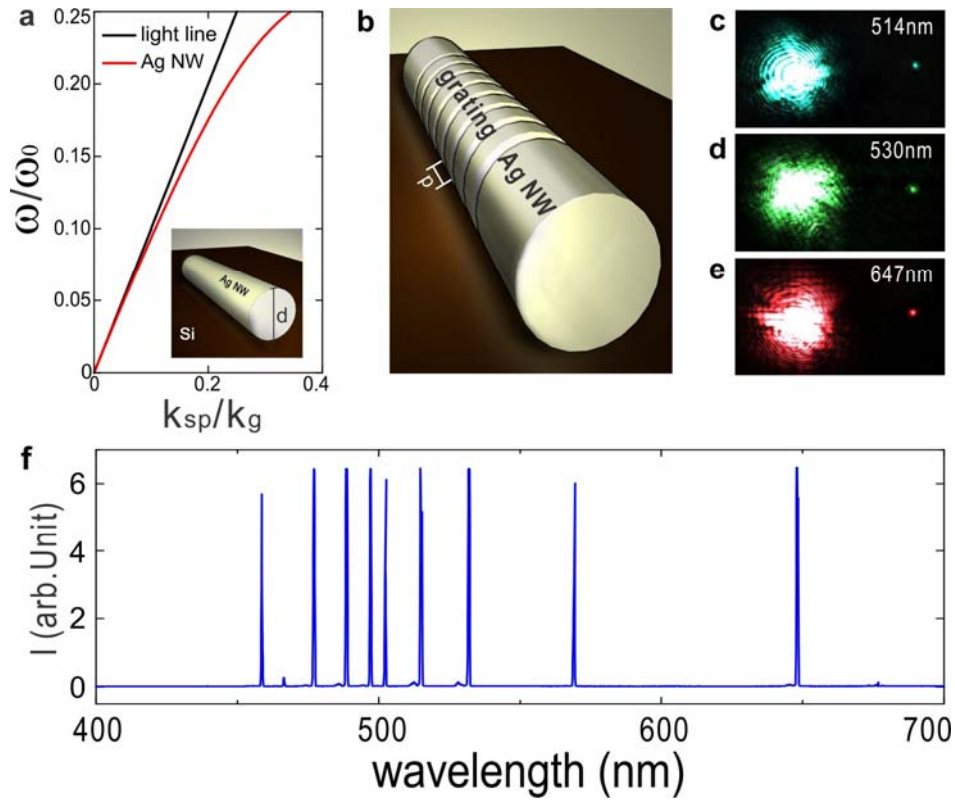 a
0.25
0.20
0.15
0.10
0.05
0
ω/ω0
light line
Ag NW
Ag NW
d
Si
0
0.2
0.4
ksp/kg
b
grating
Ag NW
p
c
514nm
d
530nm
e
647nm
f
6
4
2
0
I (arb.Unit)
400
500
600
700
wavelength (nm)